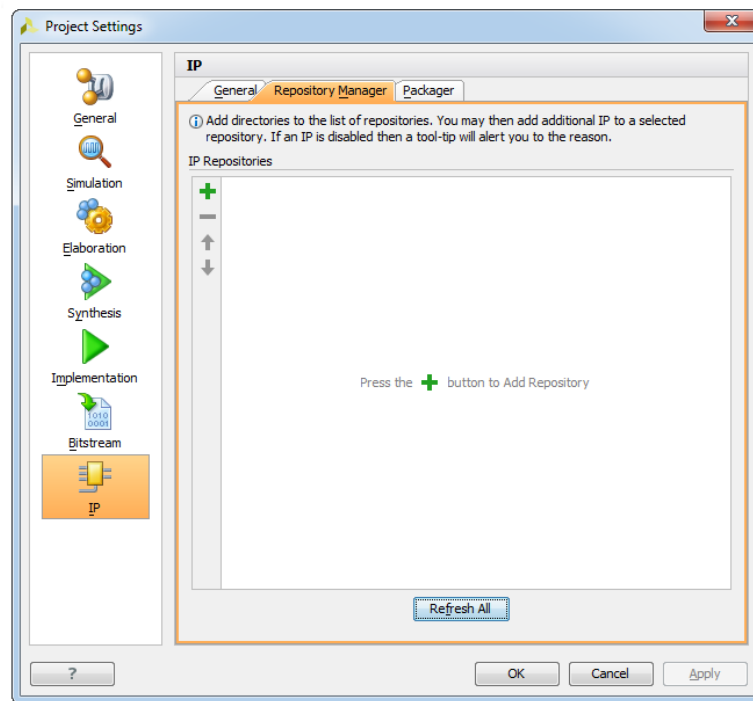 Project Settings
General
Simulation
Elaboration
Synthesis
Implementation
Bitstream
IP
IP
General
Repository Manager
Packager
Add directories to the list of repositories. You may then add additional IP to a selected
repository. If an IP is disabled then a tool-tip will alert you to the reason.
IP Repositories
Press the + button to Add Repository
Refresh All
?
OK
Cancel
Apply